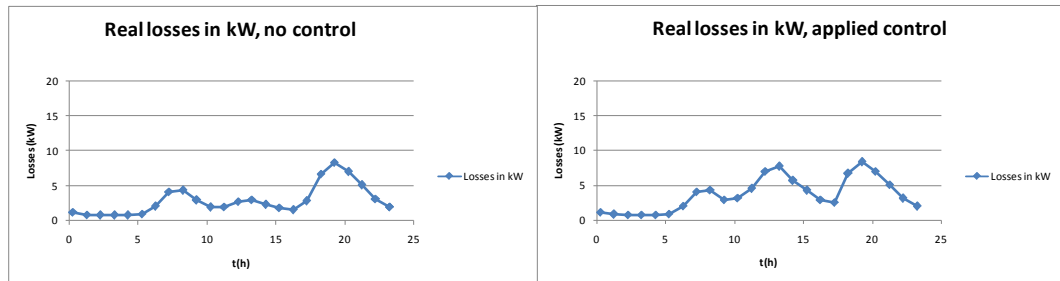 Real losses in kW, no control
20
15
10
5
0
Losses (kW)
0 5 10 15 20 25
t(h)
Losses in kW
Real losses in kW, applied control
20
15
10
5
0
Losses (kW)
0 5 10 15 20 25
t(h)
Losses in kW